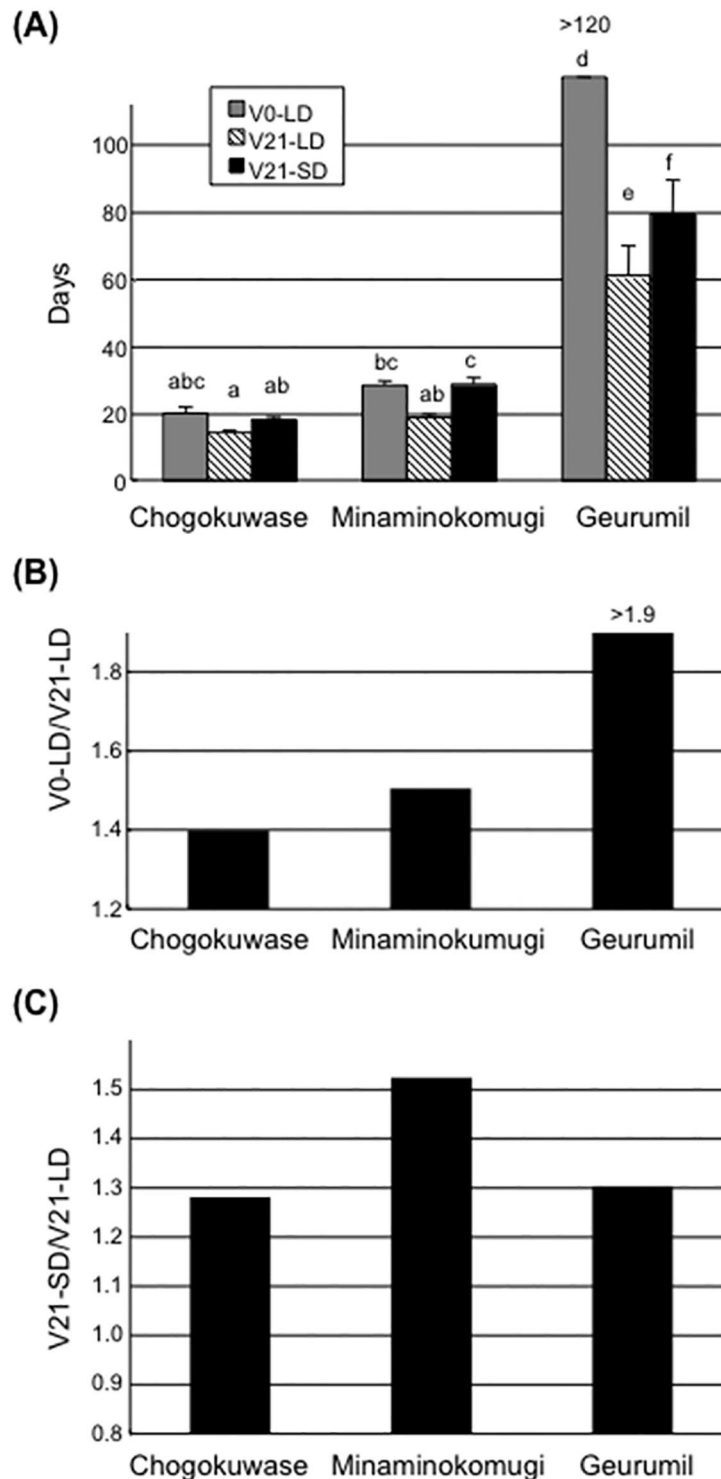 (A)
>120
d
V0-LD
V21-LD
V21-SD
f
e
abc
a
ab
bc
ab
c
Days
100
80
60
40
20
0
Chogokuwase
Minaminokomugi
Geurumil
(B)
>1.9
V0-LD/V21-LD
1.8
1.6
1.4
1.2
Chogokuwase
Minaminokumugi
Geurumil
(C)
V21-SD/V21-LD
1.5
1.4
1.3
1.2
1.1
1.0
0.9
0.8
Chogokuwase
Minaminokomugi
Geurumil